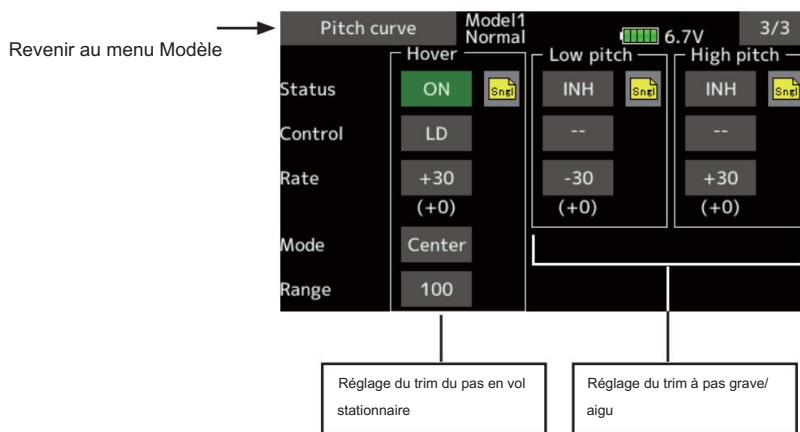 Revenir au menu Modèle
Pitch curve Model1 Normal 6.7V 3/3
Hover Low pitch High pitch
Status ON Sngl INH Sngl INH Sngl
Control LD -- --
Rate +30 -30 +30
(+0) (+0) (+0)
Mode Center
Range 100
Réglage du trim du pas en vol
stationnaire
Réglage du trim à pas grave/
aigu